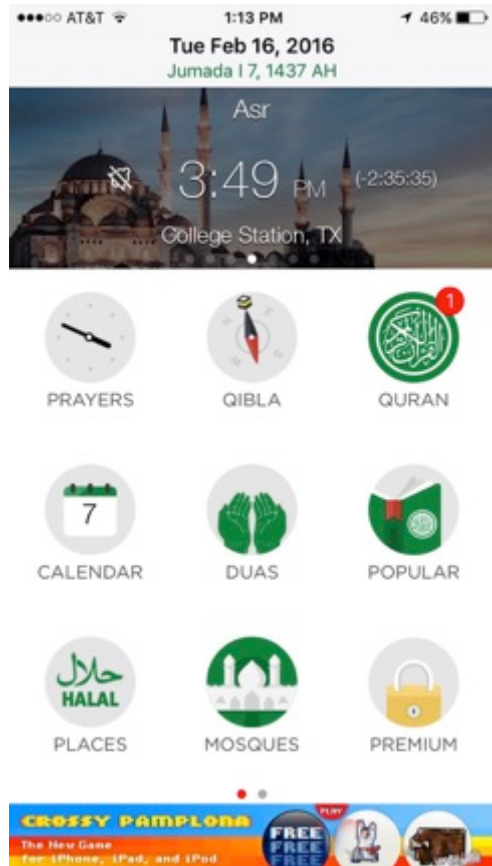 AT&T 1:13 PM 46%
Tue Feb 16, 2016
Jumada I 7, 1437 AH
Asr
3:49 PM (-2:35:35)
College Station, TX
N E S W
1
PRAYERS QIBLA QURAN
7
CALENDAR DUAS POPULAR
حلال
HALAL
PLACES MOSQUES PREMIUM
PLAY
CROSSY PAMPLONA
The New Game
for iPhone, iPad, and iPod
FREE
FREE
FREE